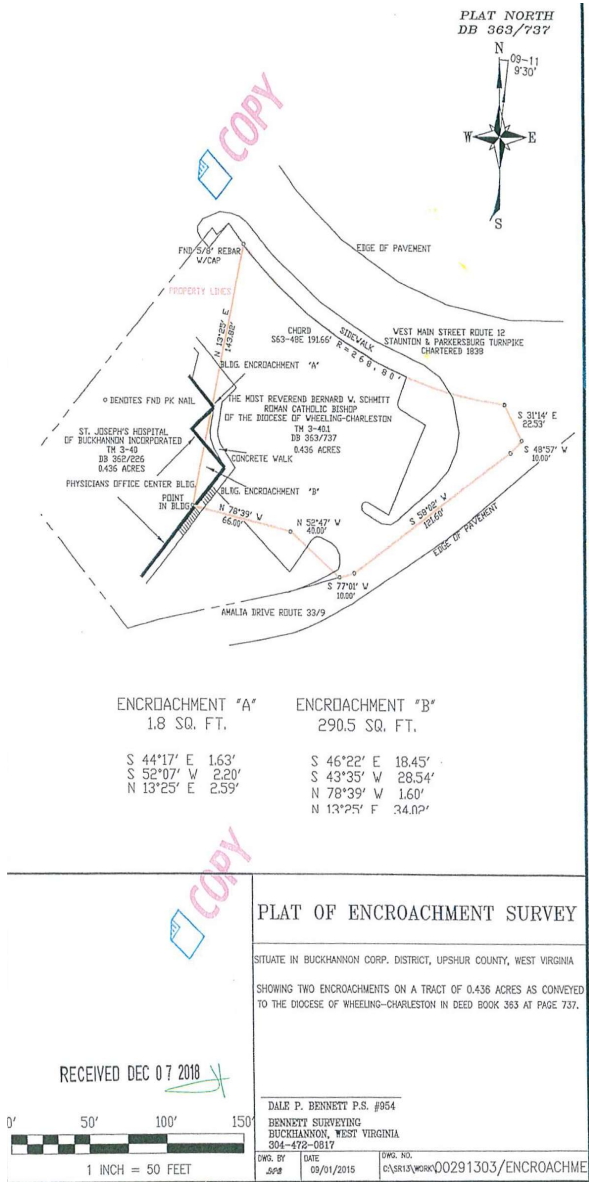 PLAT NORTH
DB 363/737
N
09-11
9°30'
W
E
S
COPY
EDGE OF PAVEMENT
FND 5/8" REBAR
W/CAP
PROPERTY LINES
N 13°25' E
143.82'
CHORD
S63-48E 191.66'
SIDEWALK
R=268.80'
WEST MAIN STREET ROUTE 12
STAUNTON & PARKERSBURG TURNPIKE
CHARTERED 1838
BLDG. ENCROACHMENT "A"
o DENOTES FND PK NAIL
THE MOST REVEREND BERNARD W. SCHMITT
ROMAN CATHOLIC BISHOP
OF THE DIOCESE OF WHEELING-CHARLESTON
TM 3-40.1
DB 363/737
0.436 ACRES
S 31°14' E
22.53'
S 48°57' W
10.00'
ST. JOSEPH'S HOSPITAL
OF BUCKHANNON INCORPORATED
TM 3-40
DB 362/226
0.436 ACRES
CONCRETE WALK
PHYSICIANS OFFICE CENTER BLDG.
POINT
IN BLDG.
BLDG. ENCROACHMENT "B"
N 78°39' W
66.00'
N 52°47' W
40.00'
S 58°02' W
121.60'
EDGE OF PAVEMENT
S 77°01' W
10.00'
AMALIA DRIVE ROUTE 33/9
ENCROACHMENT "A"
1.8 SQ. FT.
S 44°17' E 1.63'
S 52°07' W 2.20'
N 13°25' E 2.59'
ENCROACHMENT "B"
290.5 SQ. FT.
S 46°22' E 18.45'
S 43°35' W 28.54'
N 78°39' W 1.60'
N 13°25' E 34.02'
COPY
PLAT OF ENCROACHMENT SURVEY
SITUATE IN BUCKHANNON CORP. DISTRICT, UPSHUR COUNTY, WEST VIRGINIA
SHOWING TWO ENCROACHMENTS ON A TRACT OF 0.436 ACRES AS CONVEYED
TO THE DIOCESE OF WHEELING-CHARLESTON IN DEED BOOK 363 AT PAGE 737.
RECEIVED DEC 07 2018
0' 50' 100' 150'
1 INCH = 50 FEET
DALE P. BENNETT P.S. #954
BENNETT SURVEYING
BUCKHANNON, WEST VIRGINIA
304-472-0817
DWG. BY
DPB
DATE
09/01/2015
DWG. NO.
C:\SR13\WORK\00291303/ENCROACHME